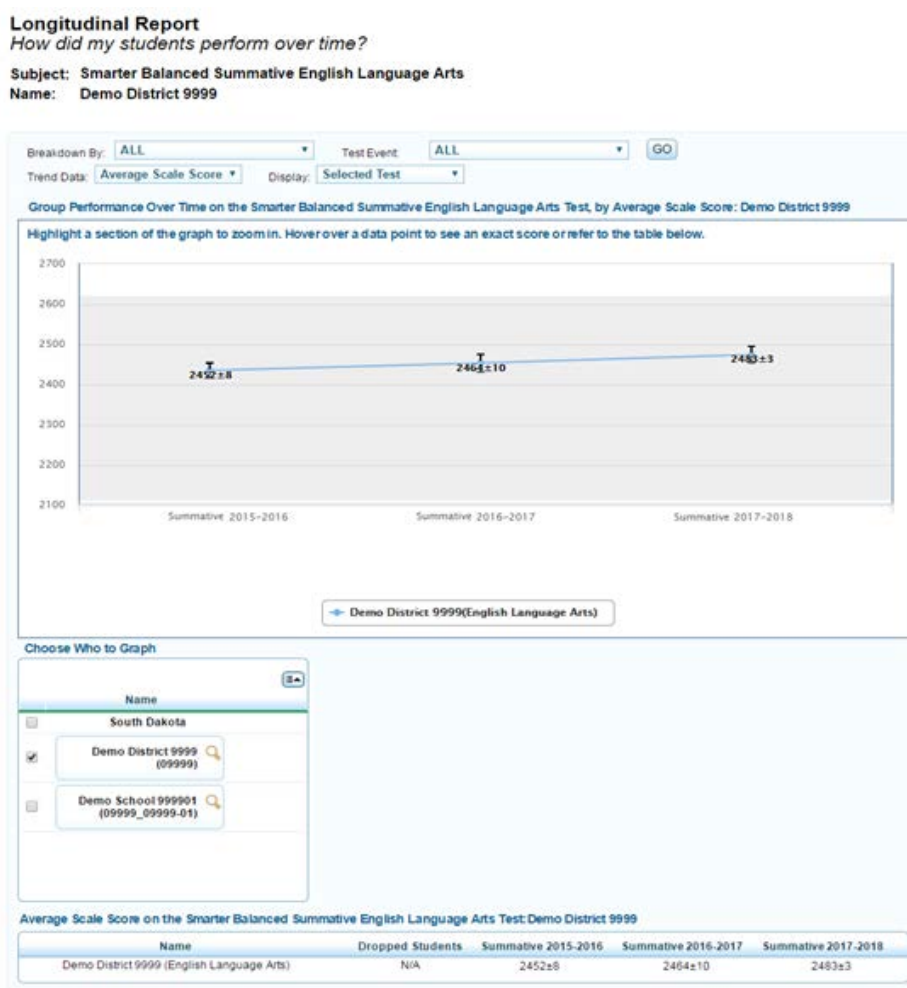 Longitudinal Report
How did my students perform over time?
Subject: Smarter Balanced Summative English Language Arts
Name: Demo District 9999
Breakdown By: ALL Test Event: ALL GO
Trend Data: Average Scale Score Display: Selected Test
Group Performance Over Time on the Smarter Balanced Summative English Language Arts Test, by Average Scale Score: Demo District 9999
Highlight a section of the graph to zoom in. Hover over a data point to see an exact score or refer to the table below.
2700
2600
2500
2400
2300
2200
2100
2452±8 2464±10 2483±3
Summative 2015-2016 Summative 2016-2017 Summative 2017-2018
Demo District 9999(English Language Arts)
Choose Who to Graph
Name
South Dakota
Demo District 9999
(09999)
Demo School 999901
(09999_09999-01)
Average Scale Score on the Smarter Balanced Summative English Language Arts Test:Demo District 9999
Name Dropped Students Summative 2015-2016 Summative 2016-2017 Summative 2017-2018
Demo District 9999 (English Language Arts) N/A 2452±8 2464±10 2483±3